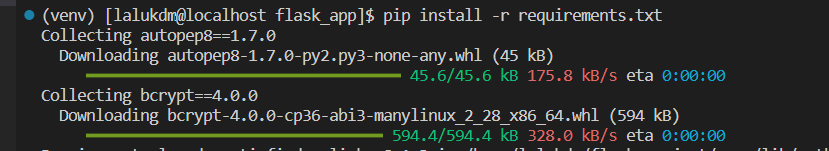 (venv) [lalukdm@localhost flask_app]$ pip install -r requirements.txt
Collecting autopep8==1.7.0
Downloading autopep8-1.7.0-py2.py3-none-any.whl (45 kB)
45.6/45.6 kB 175.8 kB/s eta 0:00:00
Collecting bcrypt==4.0.0
Downloading bcrypt-4.0.0-cp36-abi3-manylinux_2_28_x86_64.whl (594 kB)
594.4/594.4 kB 328.0 kB/s eta 0:00:00